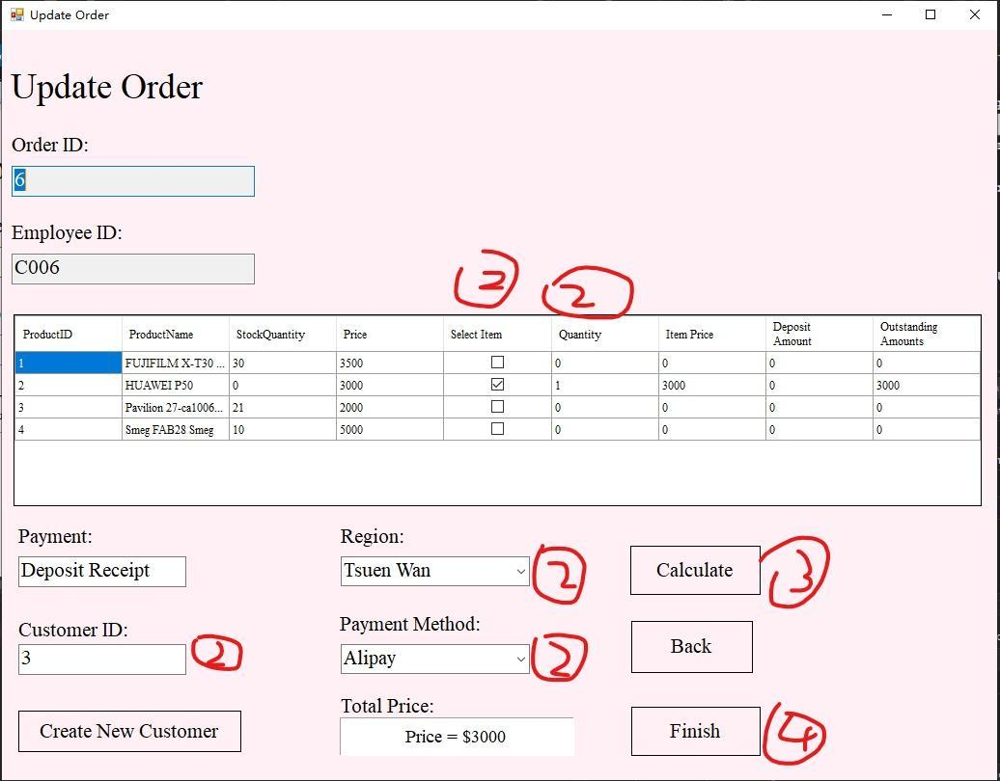 Update Order
Update Order
Order ID:
6
Employee ID:
C006
2 2
ProductID ProductName StockQuantity Price Select Item Quantity Item Price Deposit Amount Outstanding Amounts
1 FUJIFILM X-T30 ... 30 3500 0 0 0 0
2 HUAWEI P50 0 3000 1 3000 0 3000
3 Pavilion 27-ca1006... 21 2000 0 0 0 0
4 Smeg FAB28 Smeg 10 5000 0 0 0 0
Payment: Region:
Deposit Receipt Tsuen Wan 2 Calculate 3
Customer ID: Payment Method:
3 2 Alipay 2 Back
Total Price:
Create New Customer Price = $3000 Finish 4